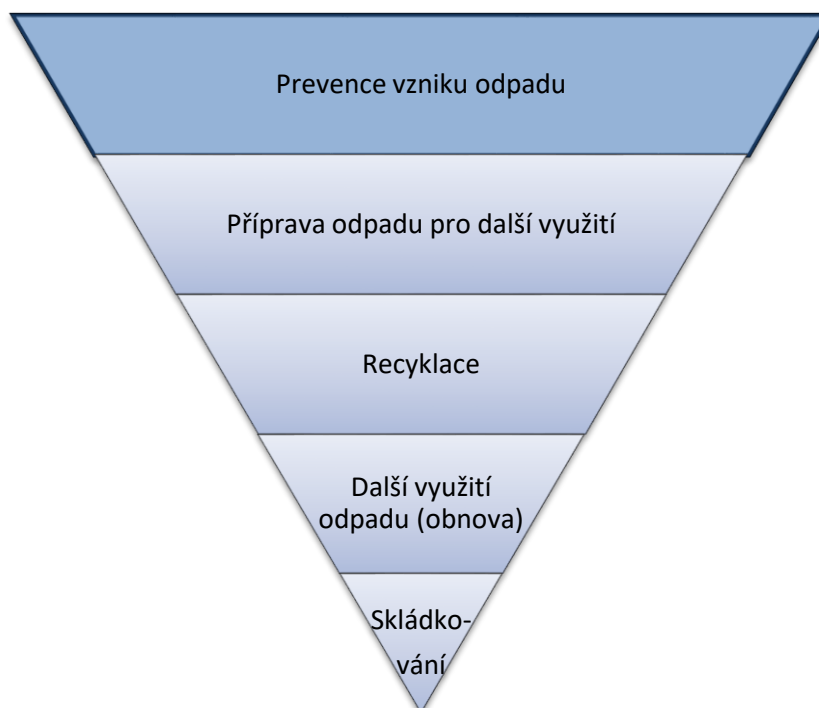 Prevence vzniku odpadu
Příprava odpadu pro další využití
Recyklace
Další využití
odpadu (obnova)
Skládko-
vání